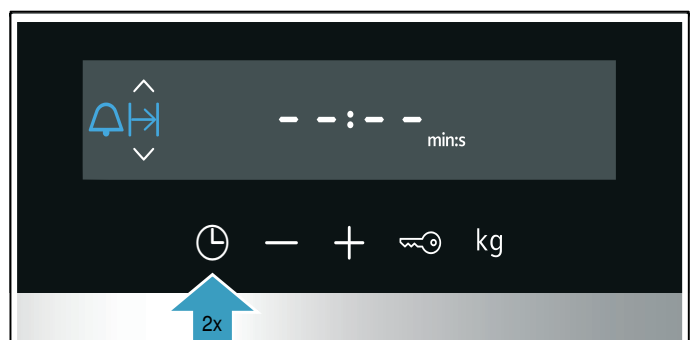 – –:– –
min:s
kg
2x